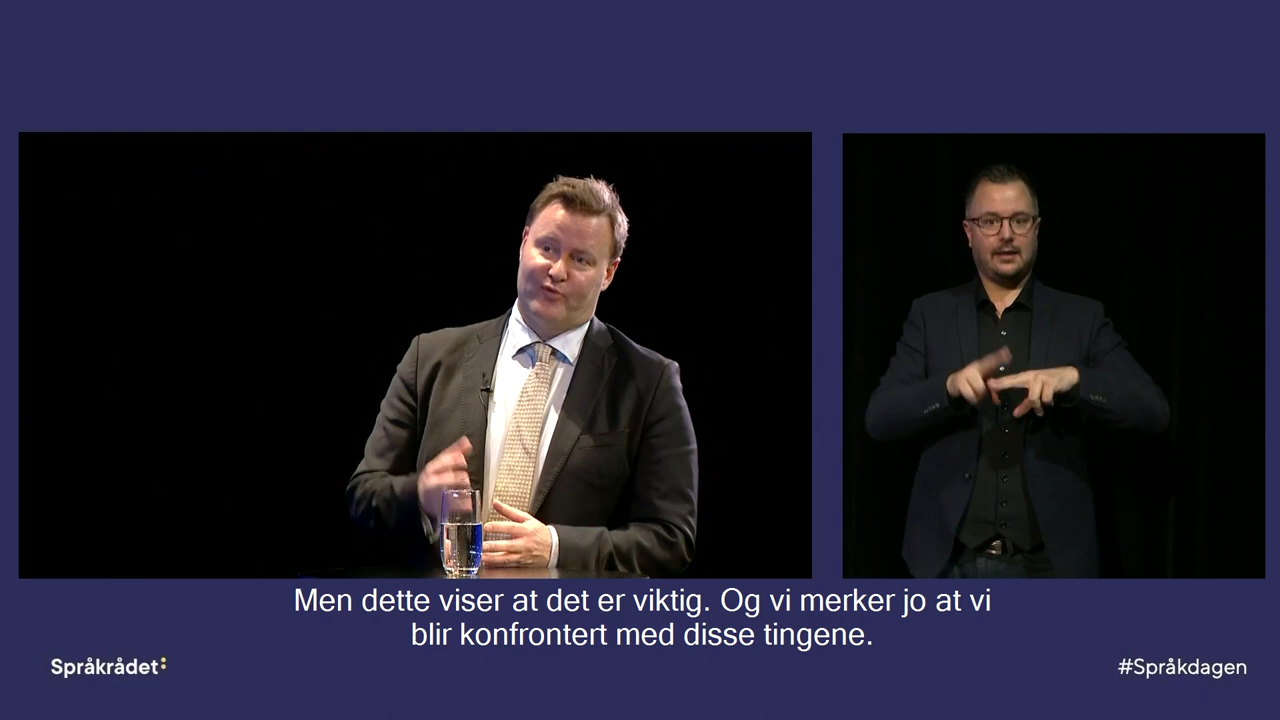 Men dette viser at det er viktig. Og vi merker jo at vi
blir konfrontert med disse tingene.
Språkrådet:
#Språkdagen